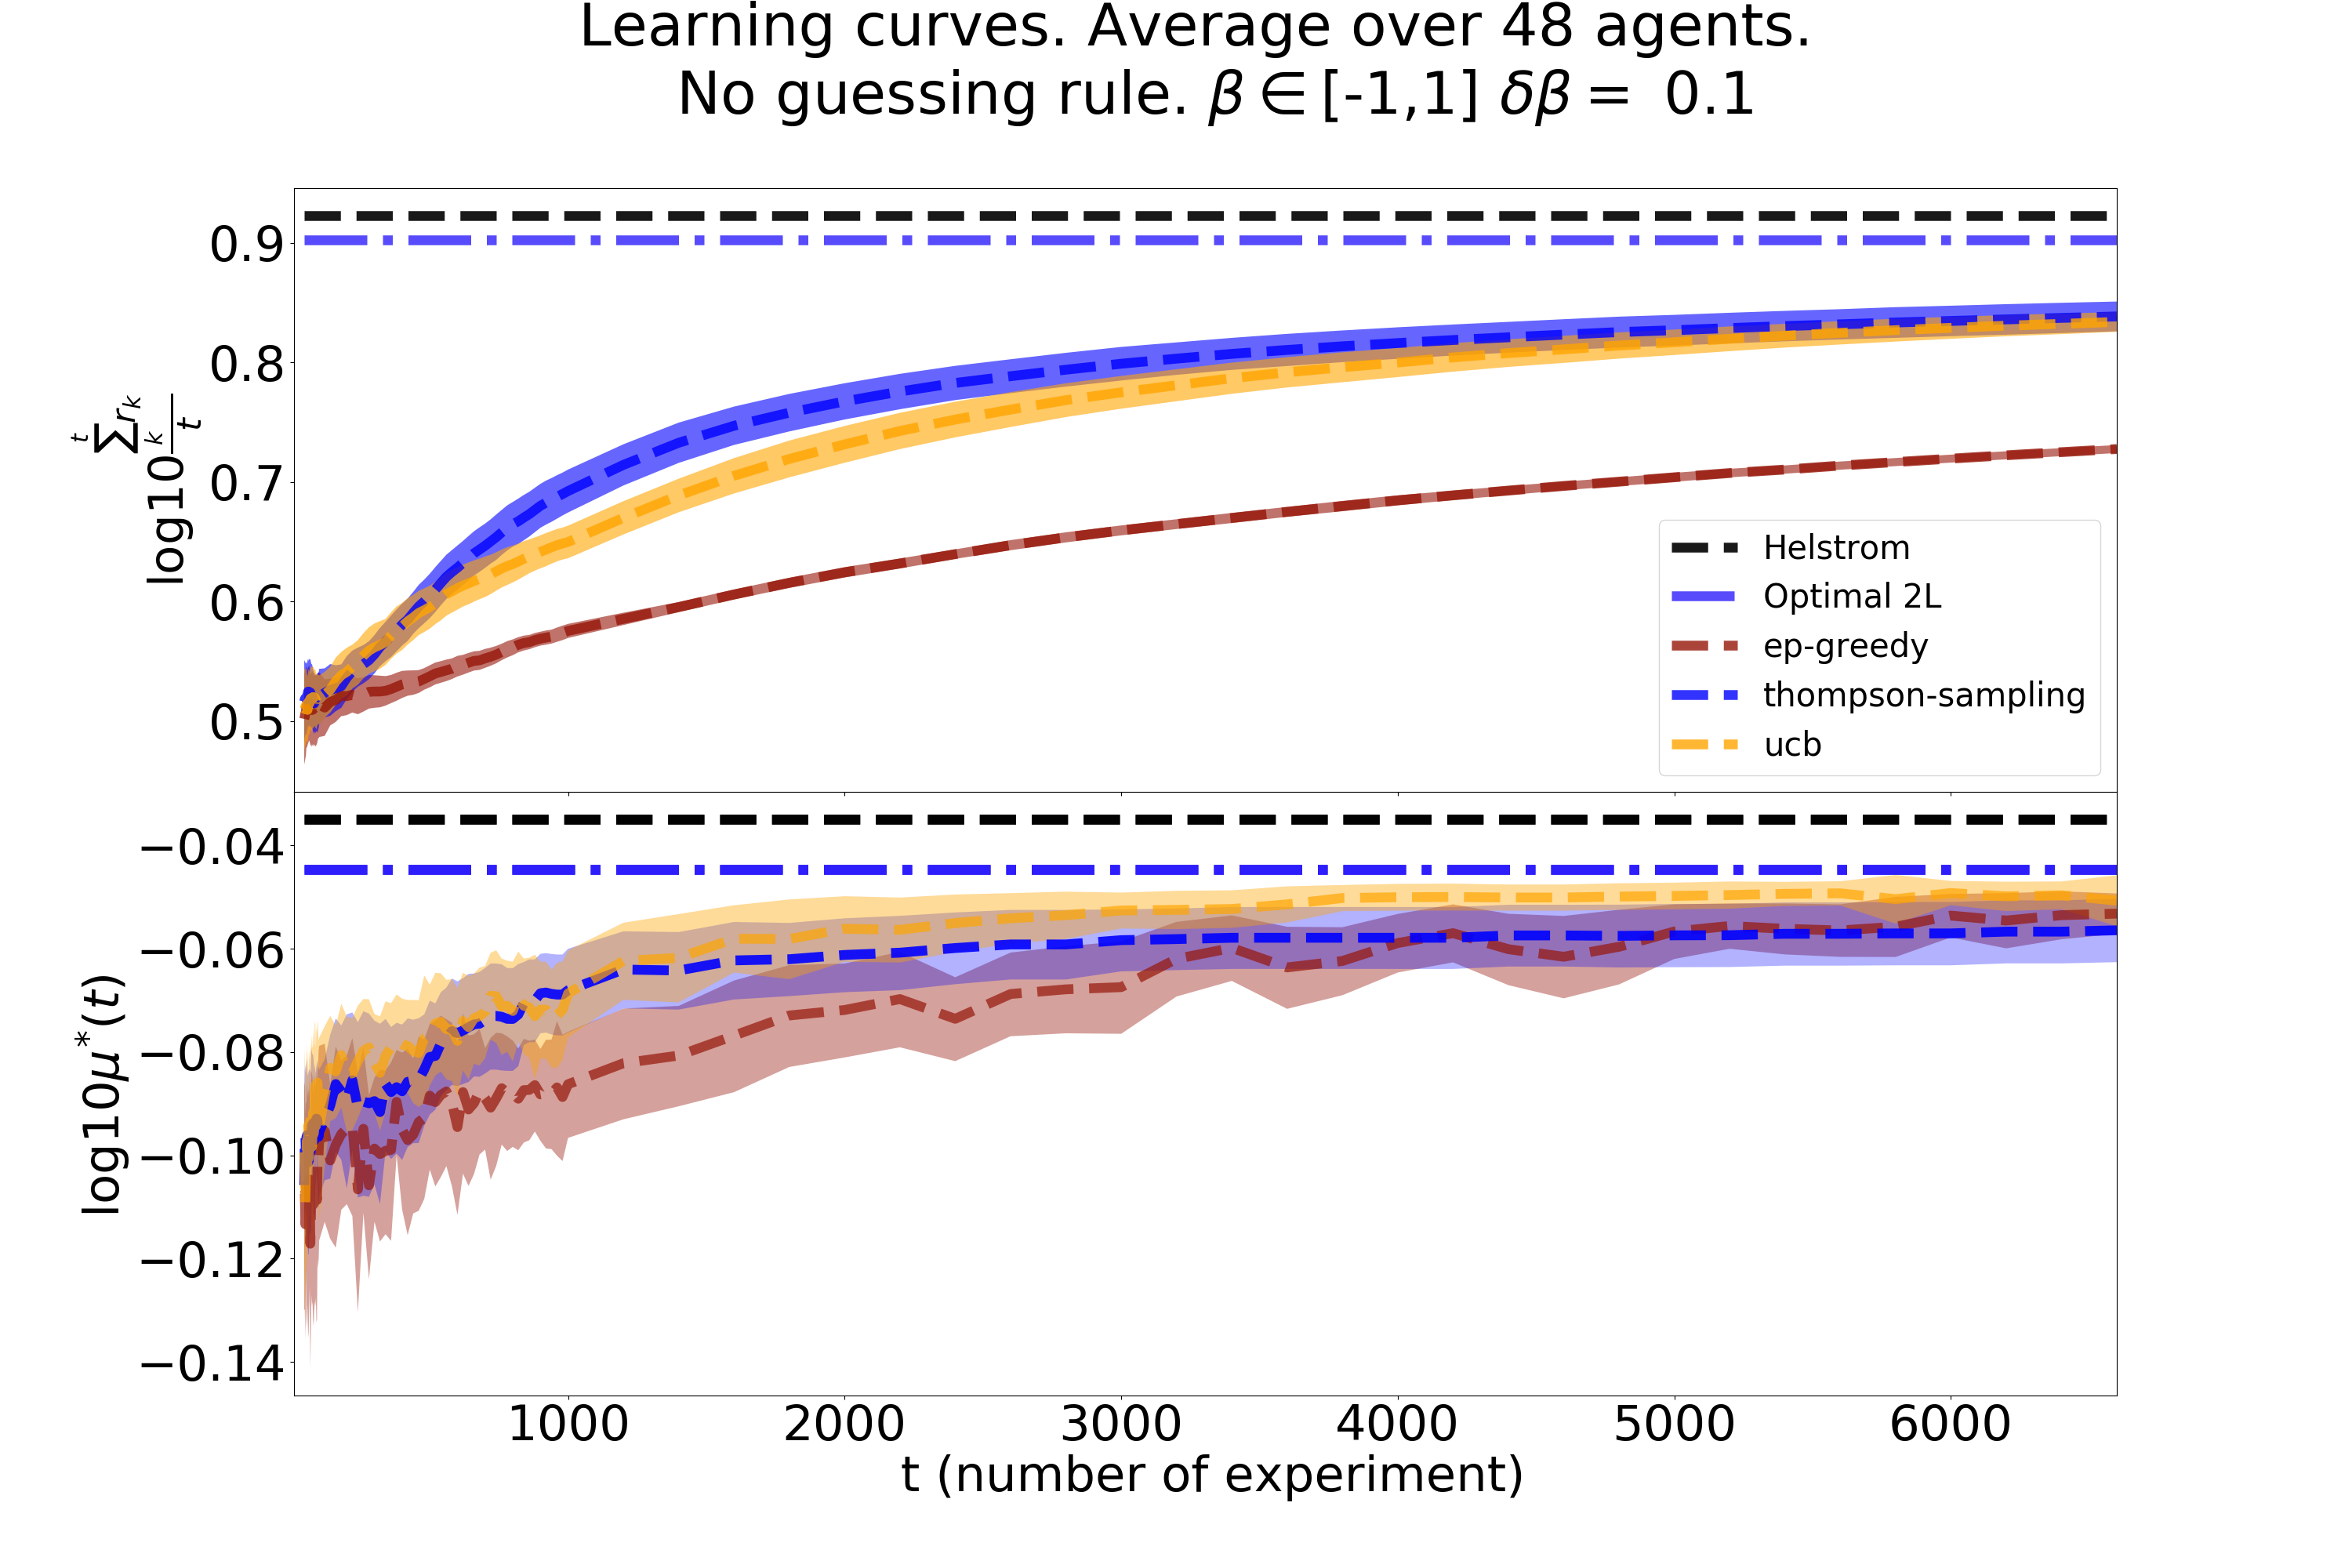 Learning curves. Average over 48 agents.
No guessing rule. β ∈ [-1,1] δβ = 0.1
log10 \frac{\sum_k^t r_k}{t}
0.9
0.8
0.7
0.6
0.5
Helstrom
Optimal 2L
ep-greedy
thompson-sampling
ucb
log10μ*(t)
−0.04
−0.06
−0.08
−0.10
−0.12
−0.14
1000 2000 3000 4000 5000 6000
t (number of experiment)